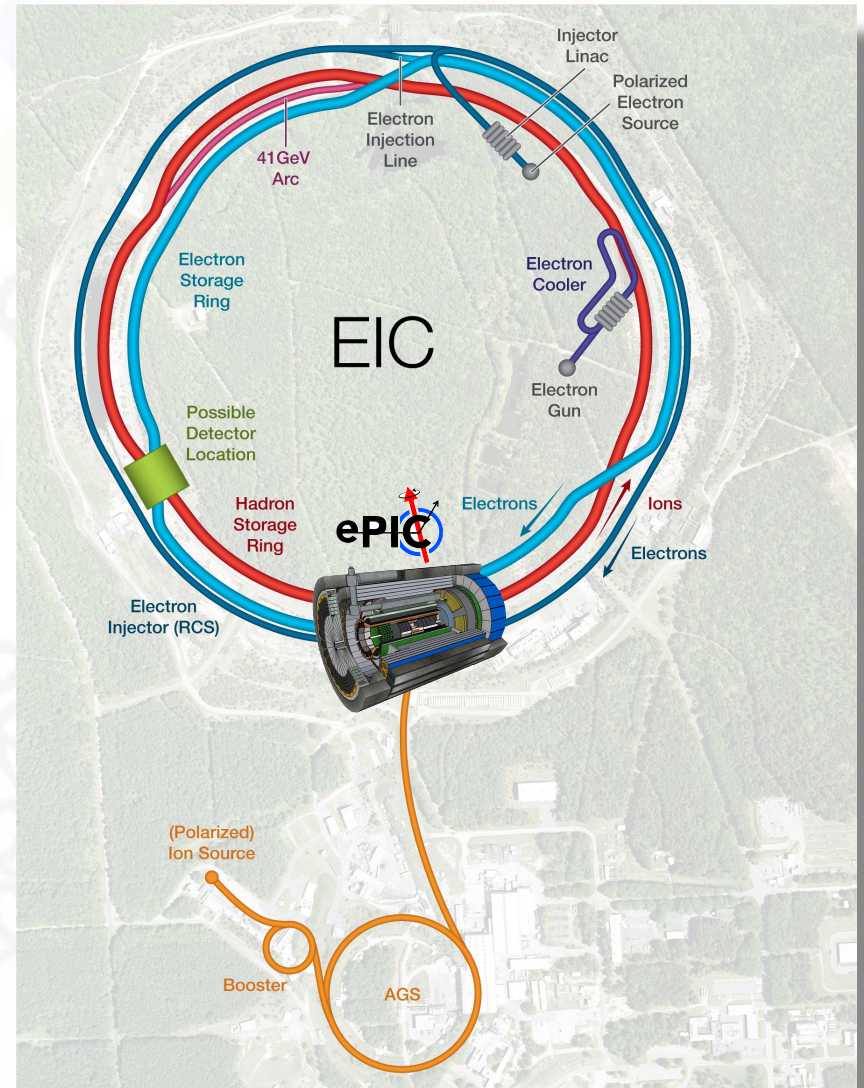 Injector
Linac
Polarized
Electron
Source
Electron
Injection
Line
41GeV
Arc
Electron
Storage
Ring
Electron
Cooler
EIC
Electron
Gun
Possible
Detector
Location
Hadron
Storage
Ring
ePIC
Electrons
Ions
Electrons
Electron
Injector (RCS)
(Polarized)
Ion Source
Booster
AGS